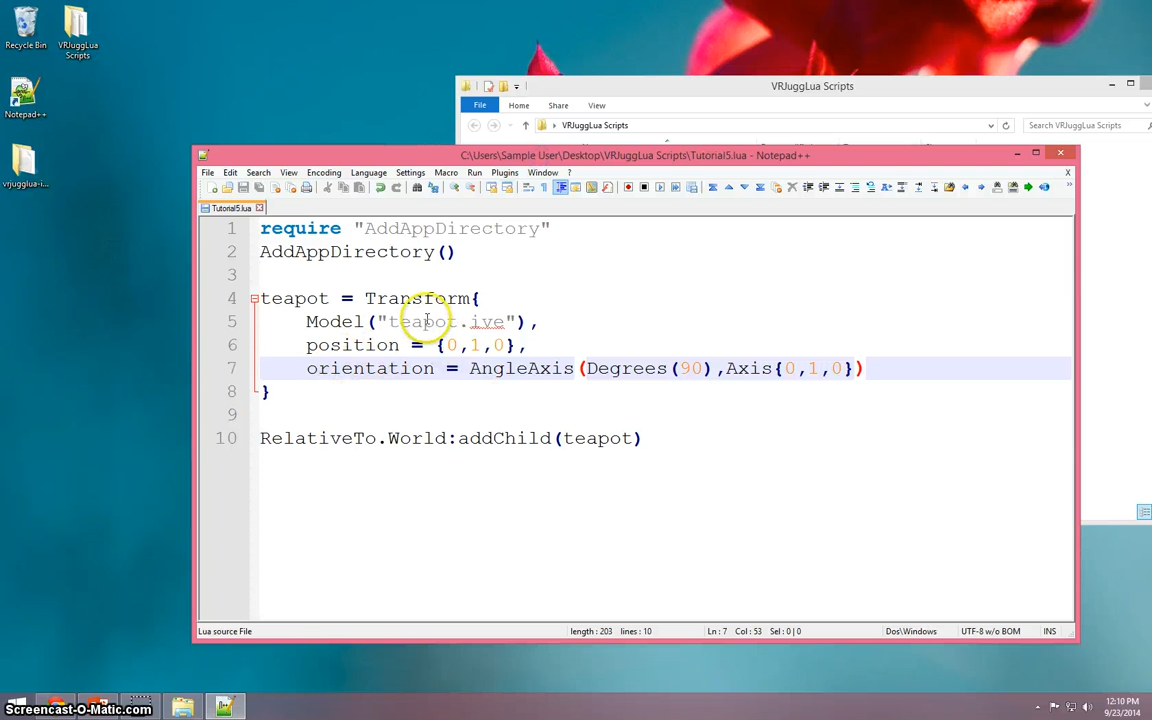 Recycle Bin
VRJuggLua
Scripts
Notepad++
vrjugglua-i...
VRJuggLua Scripts
File Home Share View
VRJuggLua Scripts
Search VRJuggLua Scripts
C:\Users\Sample User\Desktop\VRJuggLua Scripts\Tutorial5.lua - Notepad++
File Edit Search View Encoding Language Settings Macro Run Plugins Window ? X
Tutorial5.lua
1 require "AddAppDirectory"
2 AddAppDirectory()
3
4 teapot = Transform{
5 Model("teapot.ive"),
6 position = {0,1,0},
7 orientation = AngleAxis(Degrees(90),Axis{0,1,0})
8 }
9
10 RelativeTo.World:addChild(teapot)
Lua source File length : 203 lines : 10 Ln : 7 Col : 53 Sel : 0 | 0 Dos\Windows UTF-8 w/o BOM INS
Screencast-O-Matic.com
12:10 PM
9/23/2014